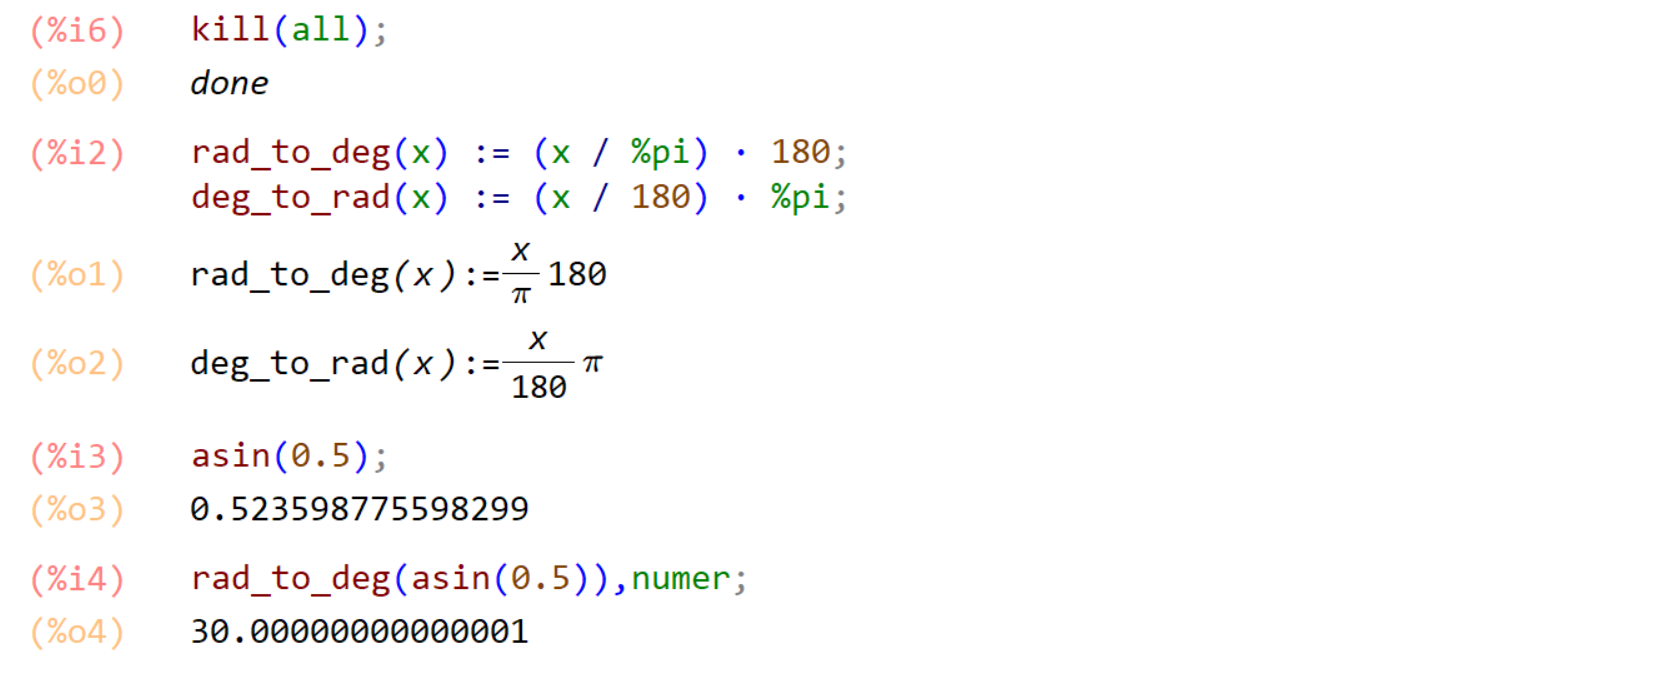 (%i6) kill(all);
(%o0) done
(%i2) rad_to_deg(x) := (x / %pi) · 180;
deg_to_rad(x) := (x / 180) · %pi;
(%o1) rad_to_deg(x):=x/π 180
(%o2) deg_to_rad(x):=x/180 π
(%i3) asin(0.5);
(%o3) 0.523598775598299
(%i4) rad_to_deg(asin(0.5)),numer;
(%o4) 30.00000000000001